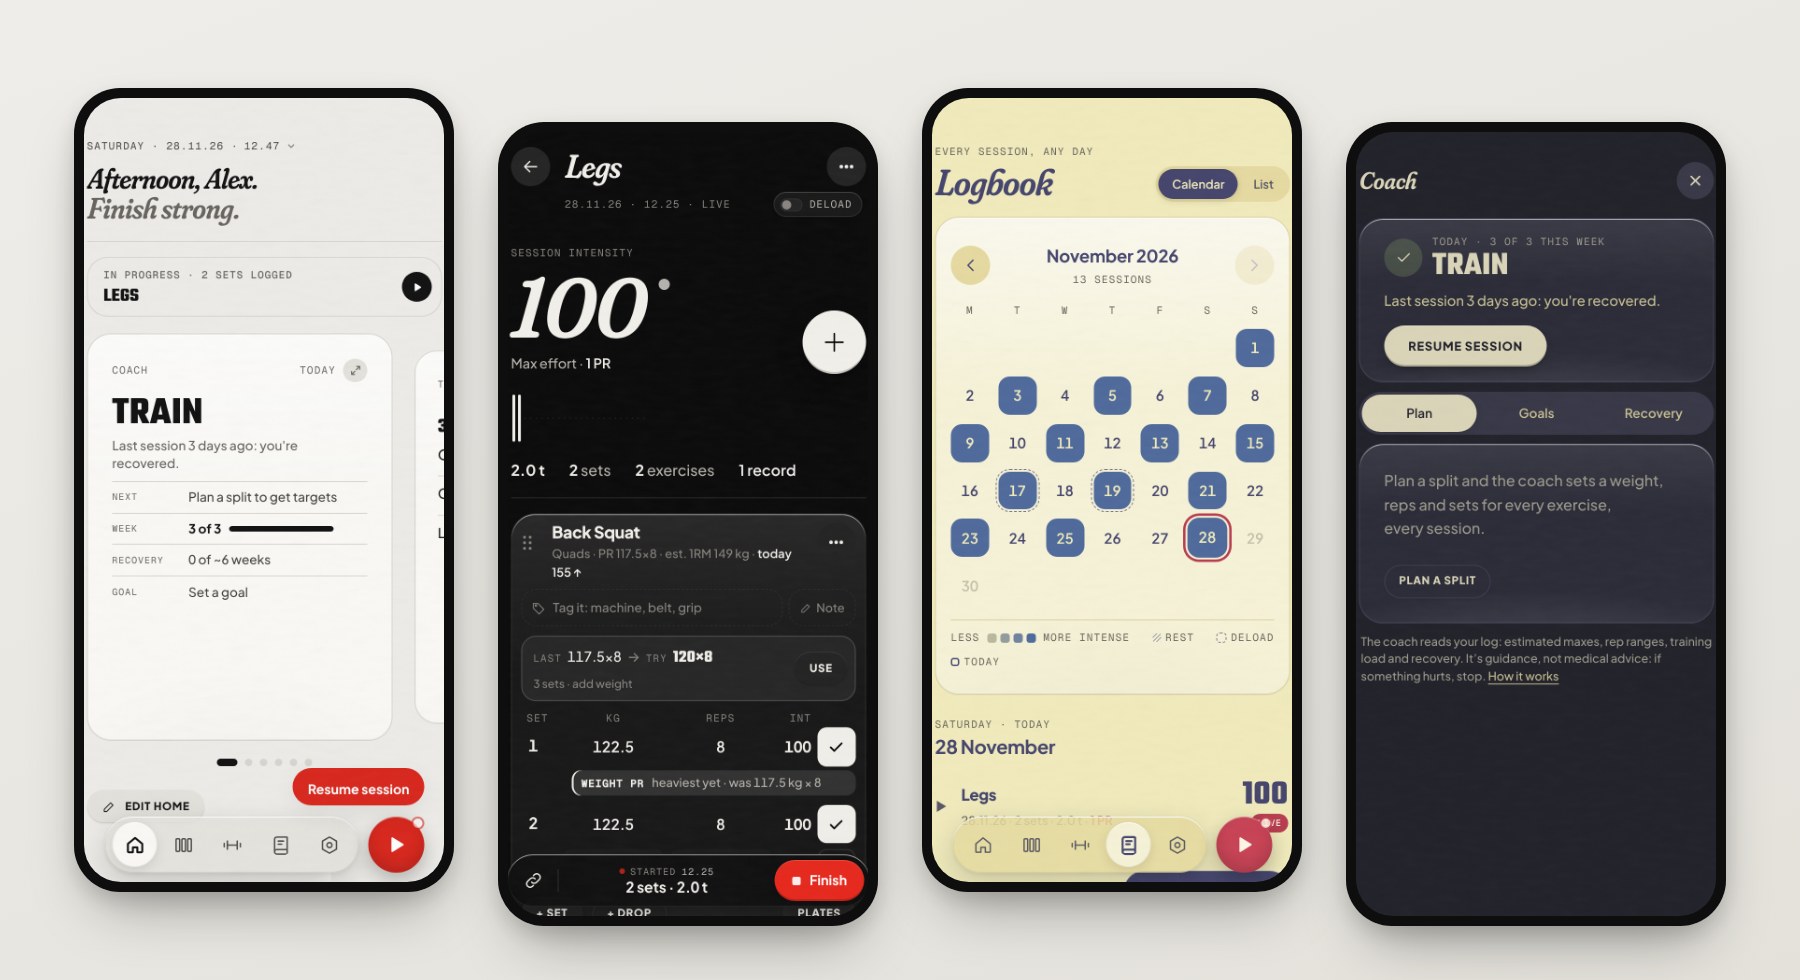 SATURDAY · 28.11.26 · 12.47
Afternoon, Alex.
Finish strong.
IN PROGRESS · 2 SETS LOGGED
LEGS
COACH
TODAY
TRAIN
Last session 3 days ago: you're
recovered.
NEXT Plan a split to get targets
WEEK 3 of 3
RECOVERY 0 of ~6 weeks
GOAL Set a goal
Resume session
EDIT HOME
Legs
28.11.26 · 12.25 · LIVE
DELOAD
SESSION INTENSITY
100
Max effort · 1 PR
2.0 t 2 sets 2 exercises 1 record
Back Squat
Quads · PR 117.5×8 · est. 1RM 149 kg · today
155 ↑
Tag it: machine, belt, grip
Note
LAST 117.5×8 → TRY 120×8
3 sets · add weight
USE
SET KG REPS INT
1 122.5 8 100
WEIGHT PR heaviest yet · was 117.5 kg × 8
2 122.5 8 100
STARTED 12.25
2 sets · 2.0 t
Finish
+ SET + DROP PLATES
EVERY SESSION, ANY DAY
Logbook
Calendar List
November 2026
13 SESSIONS
M T W T F S S
1
2 3 4 5 6 7 8
9 10 11 12 13 14 15
16 17 18 19 20 21 22
23 24 25 26 27 28 29
30
LESS MORE INTENSE REST DELOAD
TODAY
SATURDAY · TODAY
28 November
Legs
100
28.11.26 · 2 sets · 2.0 t · 1 PR
Coach
TODAY · 3 OF 3 THIS WEEK
TRAIN
Last session 3 days ago: you're recovered.
RESUME SESSION
Plan Goals Recovery
Plan a split and the coach sets a weight,
reps and sets for every exercise,
every session.
PLAN A SPLIT
The coach reads your log: estimated maxes, rep ranges, training
load and recovery. It's guidance, not medical advice: if
something hurts, stop. How it works